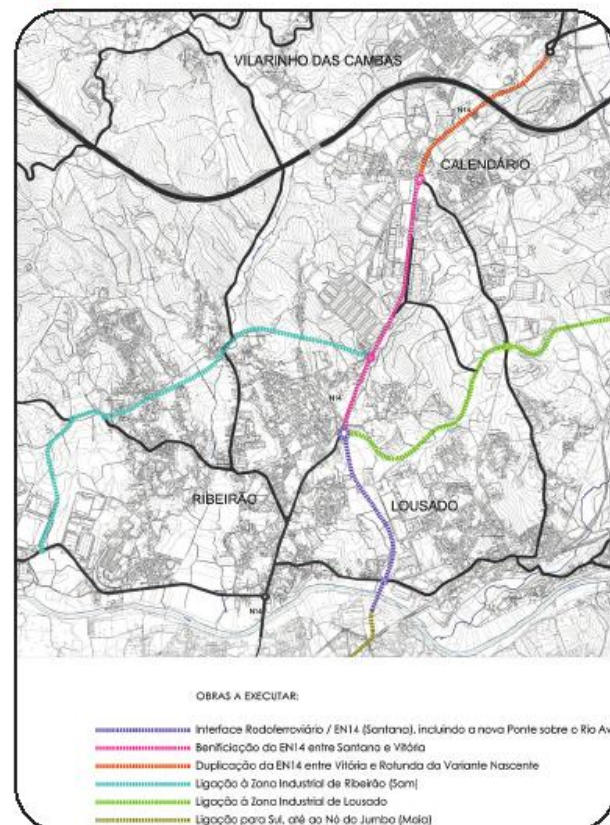 VILARINHO DAS CAMBAS
N14
CALENDÁRIO
N14
RIBEIRÃO
LOUSADO
N14
OBRAS A EXECUTAR:
Interface Rodoferroviário / EN14 (Santana), incluindo a nova Ponte sobre o Rio Av
Benificiação da EN14 entre Santana e Vitória
Duplicação da EN14 entre Vitória e Rotunda da Variante Nascente
Ligação à Zona Industrial de Ribeirão (Sam)
Ligação à Zona Industrial de Lousado
Ligação para Sul, até ao Nó do Jumbo (Maia)